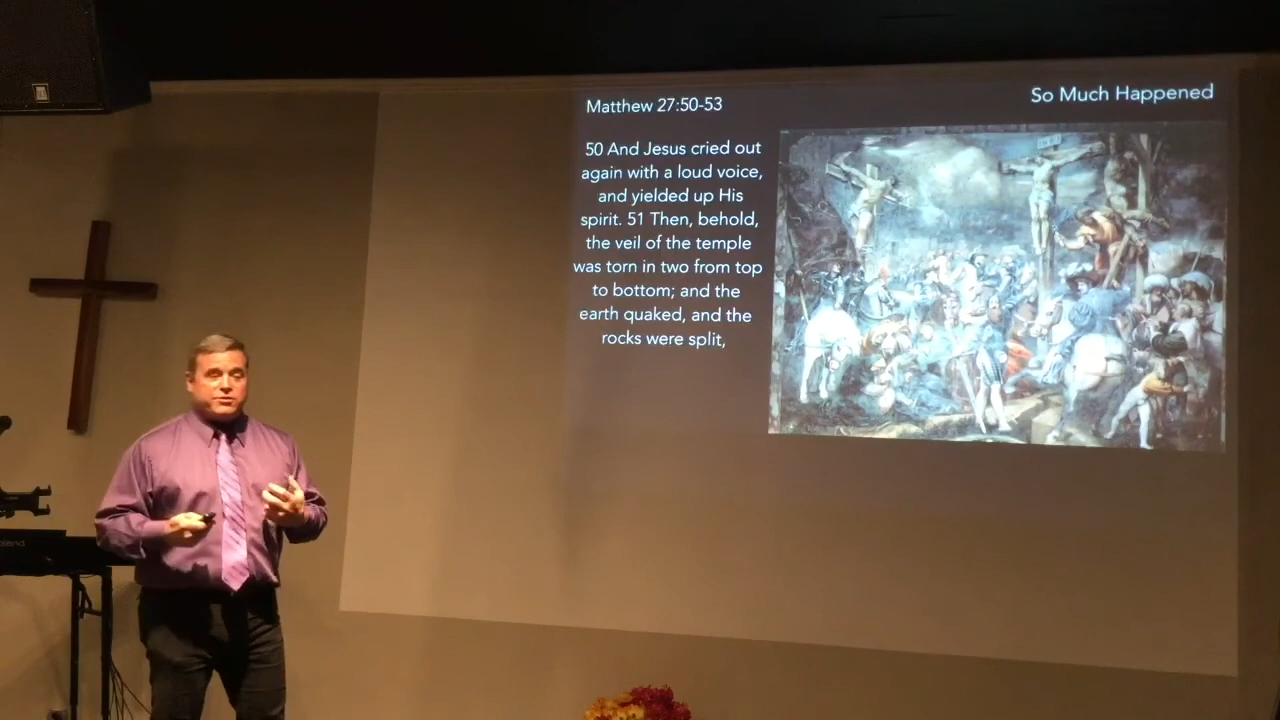 Matthew 27:50-53
So Much Happened
50 And Jesus cried out
again with a loud voice,
and yielded up His
spirit. 51 Then, behold,
the veil of the temple
was torn in two from top
to bottom; and the
earth quaked, and the
rocks were split,